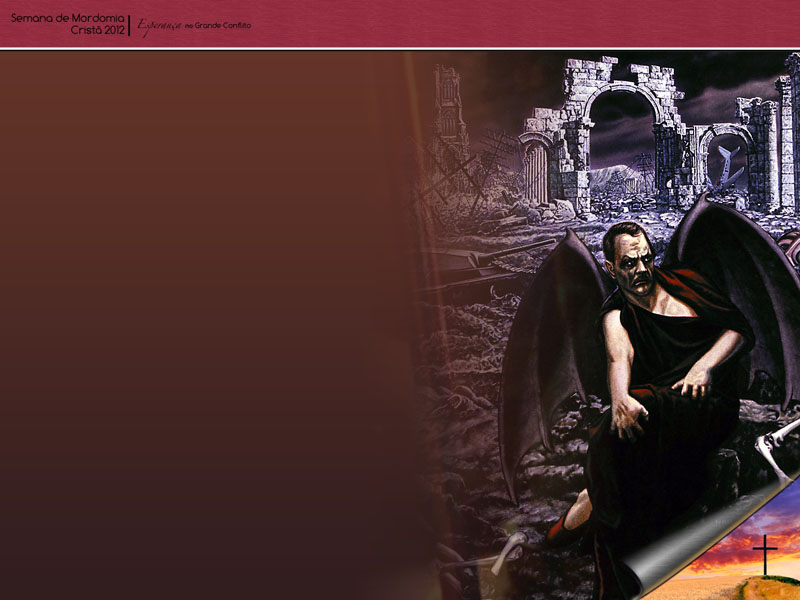 Semana de Mordomia
Cristã 2012
Esperança no Grande Conflito